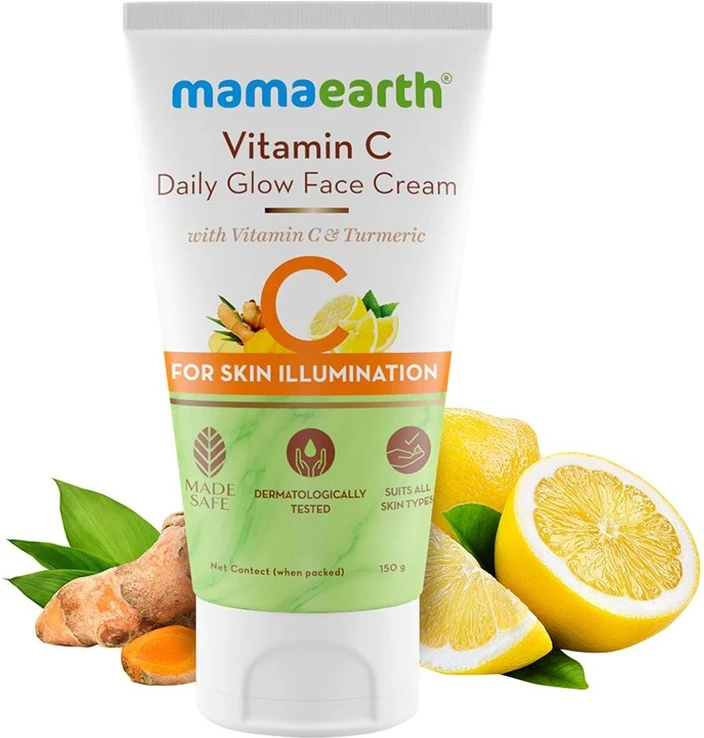 mamaearth®
Vitamin C
Daily Glow Face Cream
with Vitamin C & Turmeric
C
FOR SKIN ILLUMINATION
MADE
SAFE
DERMATOLOGICALLY
TESTED
SUITS ALL
SKIN TYPES
Net Contect (when packed) 150 g